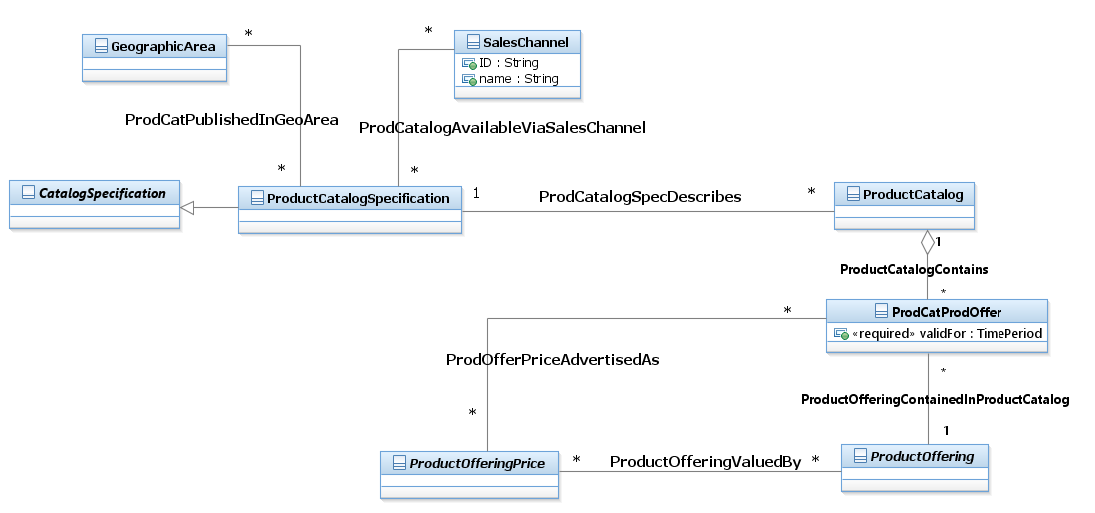 GeographicArea
*
*
SalesChannel
ID : String
name : String
ProdCatPublishedInGeoArea
ProdCatalogAvailableViaSalesChannel
*
*
CatalogSpecification
ProductCatalogSpecification
1
ProdCatalogSpecDescribes
*
ProductCatalog
1
ProductCatalogContains
*
*
ProdCatProdOffer
«required» validFor : TimePeriod
ProdOfferPriceAdvertisedAs
*
ProductOfferingContainedInProductCatalog
*
1
ProductOfferingPrice
*
ProductOfferingValuedBy
*
ProductOffering